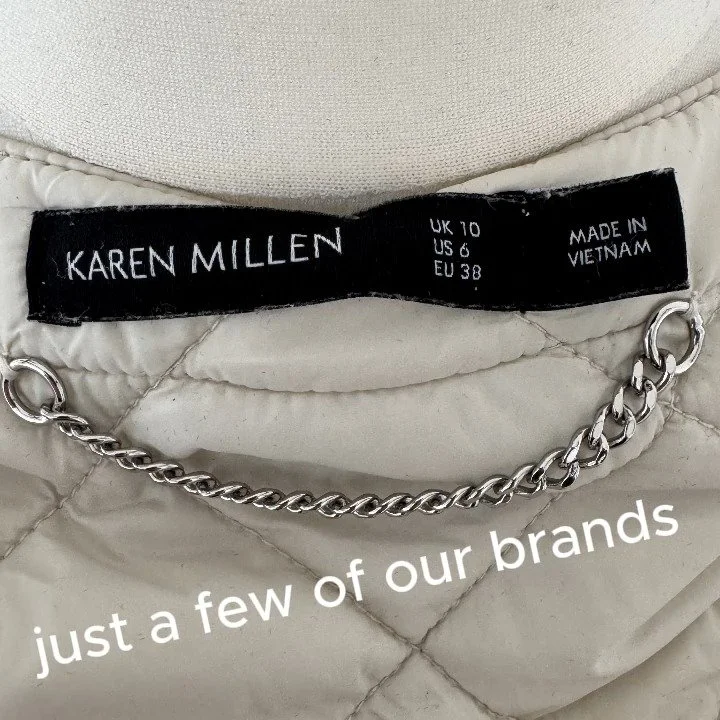 KAREN MILLEN
UK 10
US 6
EU 38
MADE IN
VIETNAM
just a few of our brands